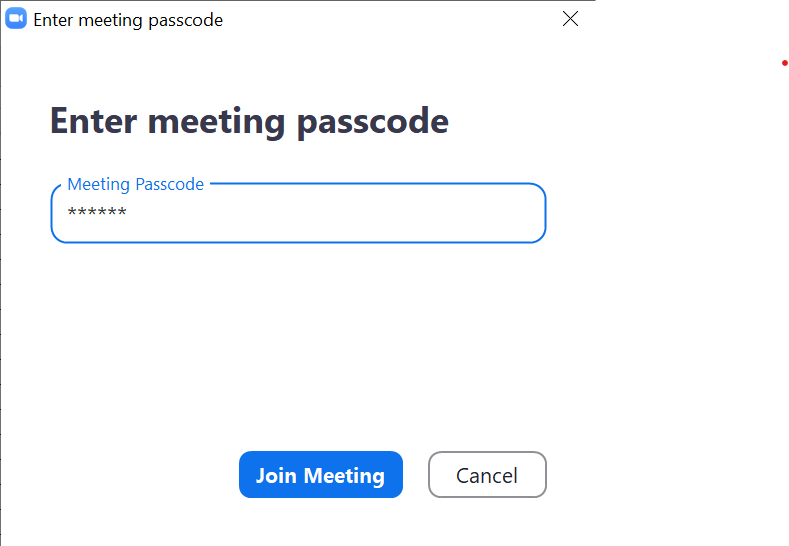 Enter meeting passcode
Enter meeting passcode
Meeting Passcode
******
Join Meeting
Cancel